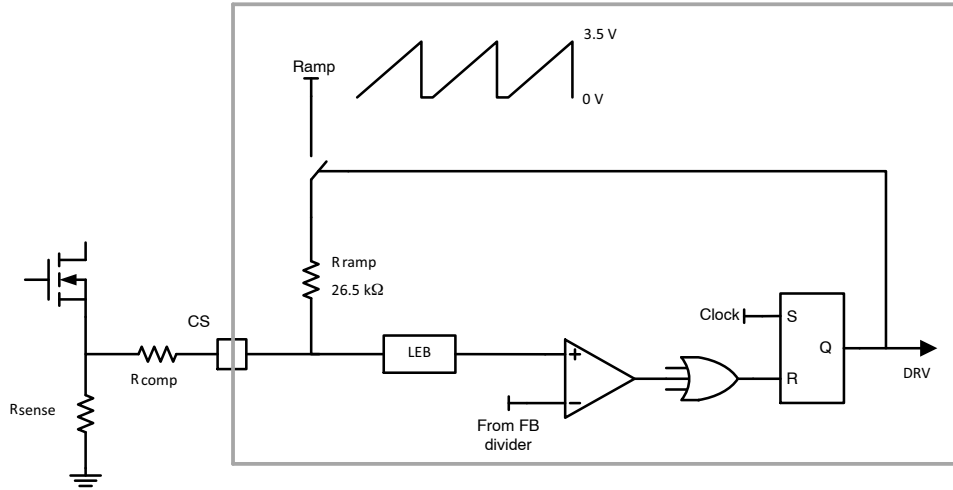 3.5 V
Ramp
0 V
R ramp
26.5 kΩ
CS
Clock
S
LEB
+
Q
R comp
R
DRV
Rsense
−
From FB
divider